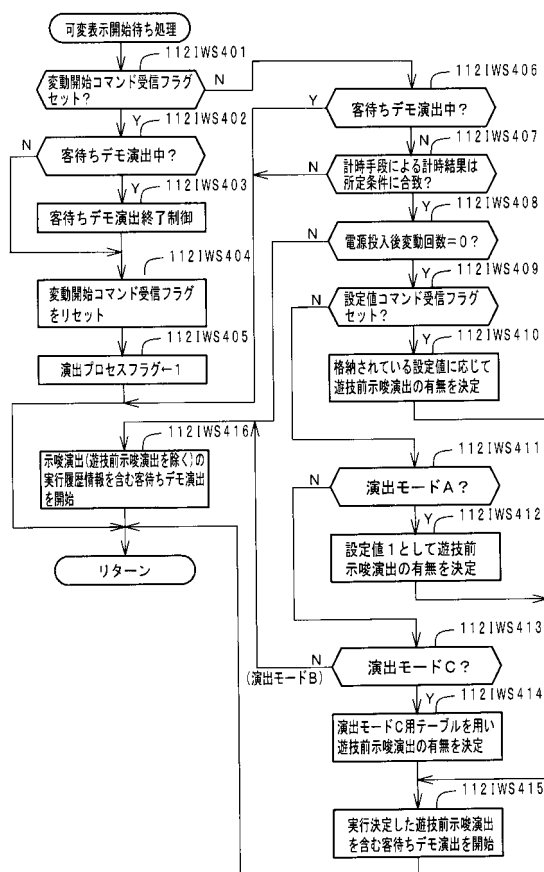 可変表示開始待ち処理
112IWS401
変動開始コマンド受信フラグ
セット?
N
Y
112IWS402
客待ちデモ演出中?
N
Y
112IWS403
客待ちデモ演出終了制御
112IWS404
変動開始コマンド受信フラグ
をリセット
112IWS405
演出プロセスフラグ←1
112IWS416
示唆演出(遊技前示唆演出を除く)の
実行履歴情報を含む客待ちデモ演出
を開始
リターン
112IWS406
客待ちデモ演出中?
Y
N
112IWS407
計時手段による計時結果は
所定条件に合致?
N
Y
112IWS408
電源投入後変動回数=0?
N
Y
112IWS409
設定値コマンド受信フラグ
セット?
N
Y
112IWS410
格納されている設定値に応じて
遊技前示唆演出の有無を決定
112IWS411
演出モードA?
N
Y
112IWS412
設定値1として遊技前
示唆演出の有無を決定
112IWS413
演出モードC?
N
(演出モードB)
Y
112IWS414
演出モードC用テーブルを用い
遊技前示唆演出の有無を決定
112IWS415
実行決定した遊技前示唆演出
を含む客待ちデモ演出を開始